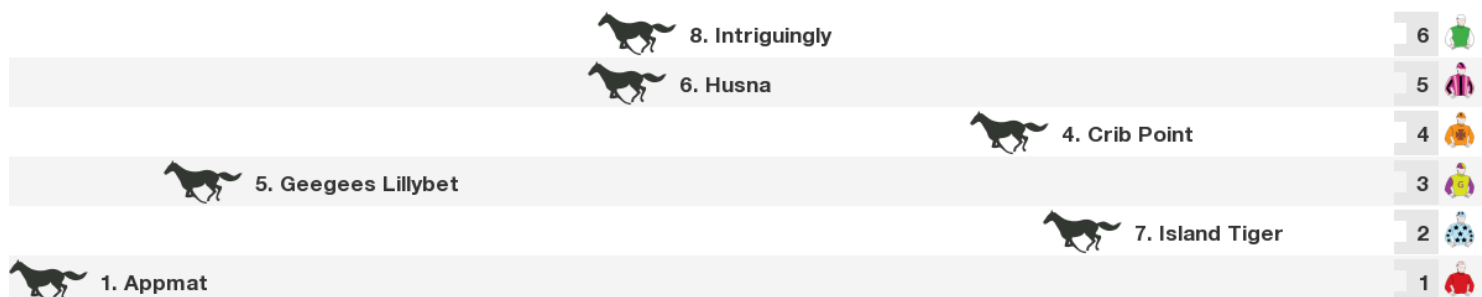 8. Intriguingly 6
6. Husna 5
4. Crib Point 4
5. Geegees Lillybet 3
G
7. Island Tiger 2
1. Appmat 1